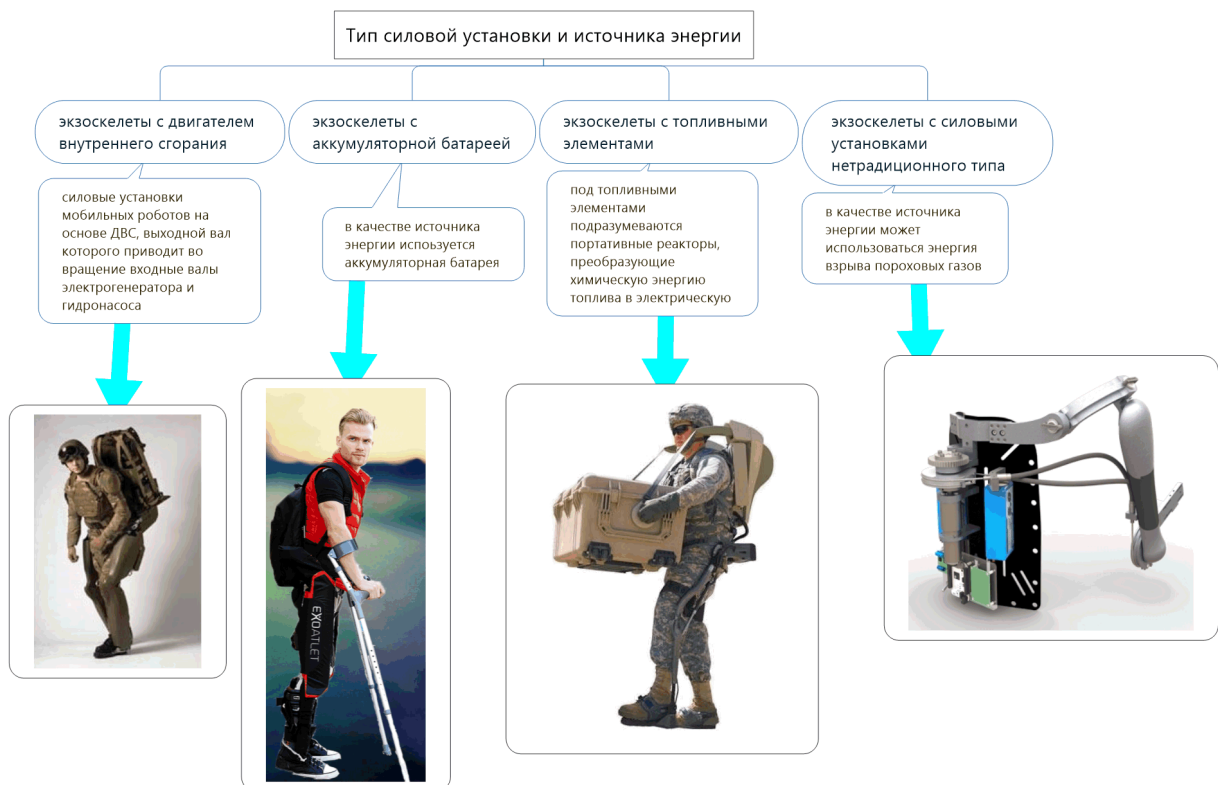 Тип силовой установки и источника энергии
экзоскелеты с двигателем
внутреннего сгорания
экзоскелеты с
аккумуляторной батареей
экзоскелеты с топливными
элементами
экзоскелеты с силовыми
установками
нетрадиционного типа
силовые установки
мобильных роботов на
основе ДВС, выходной вал
которого приводит во
вращение входные валы
электрогенератора и
гидронасоса
в качестве источника
энергии испоьзуется
аккумуляторная батарея
под топливными
элементами
подразумеваются
портативные реакторы,
преобразующие
химическую энергию
топлива в электрическую
в качестве источника
энергии может
использоваться энергия
взрыва пороховых газов
EXOATLET